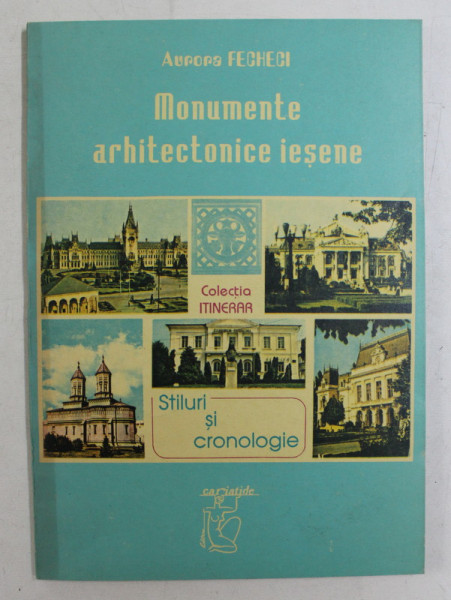 Aurora FECHECI
Monumente
arhitectonice ieșene
Colecția
ITINERAR
Stiluri
și
cronologie
cariatide